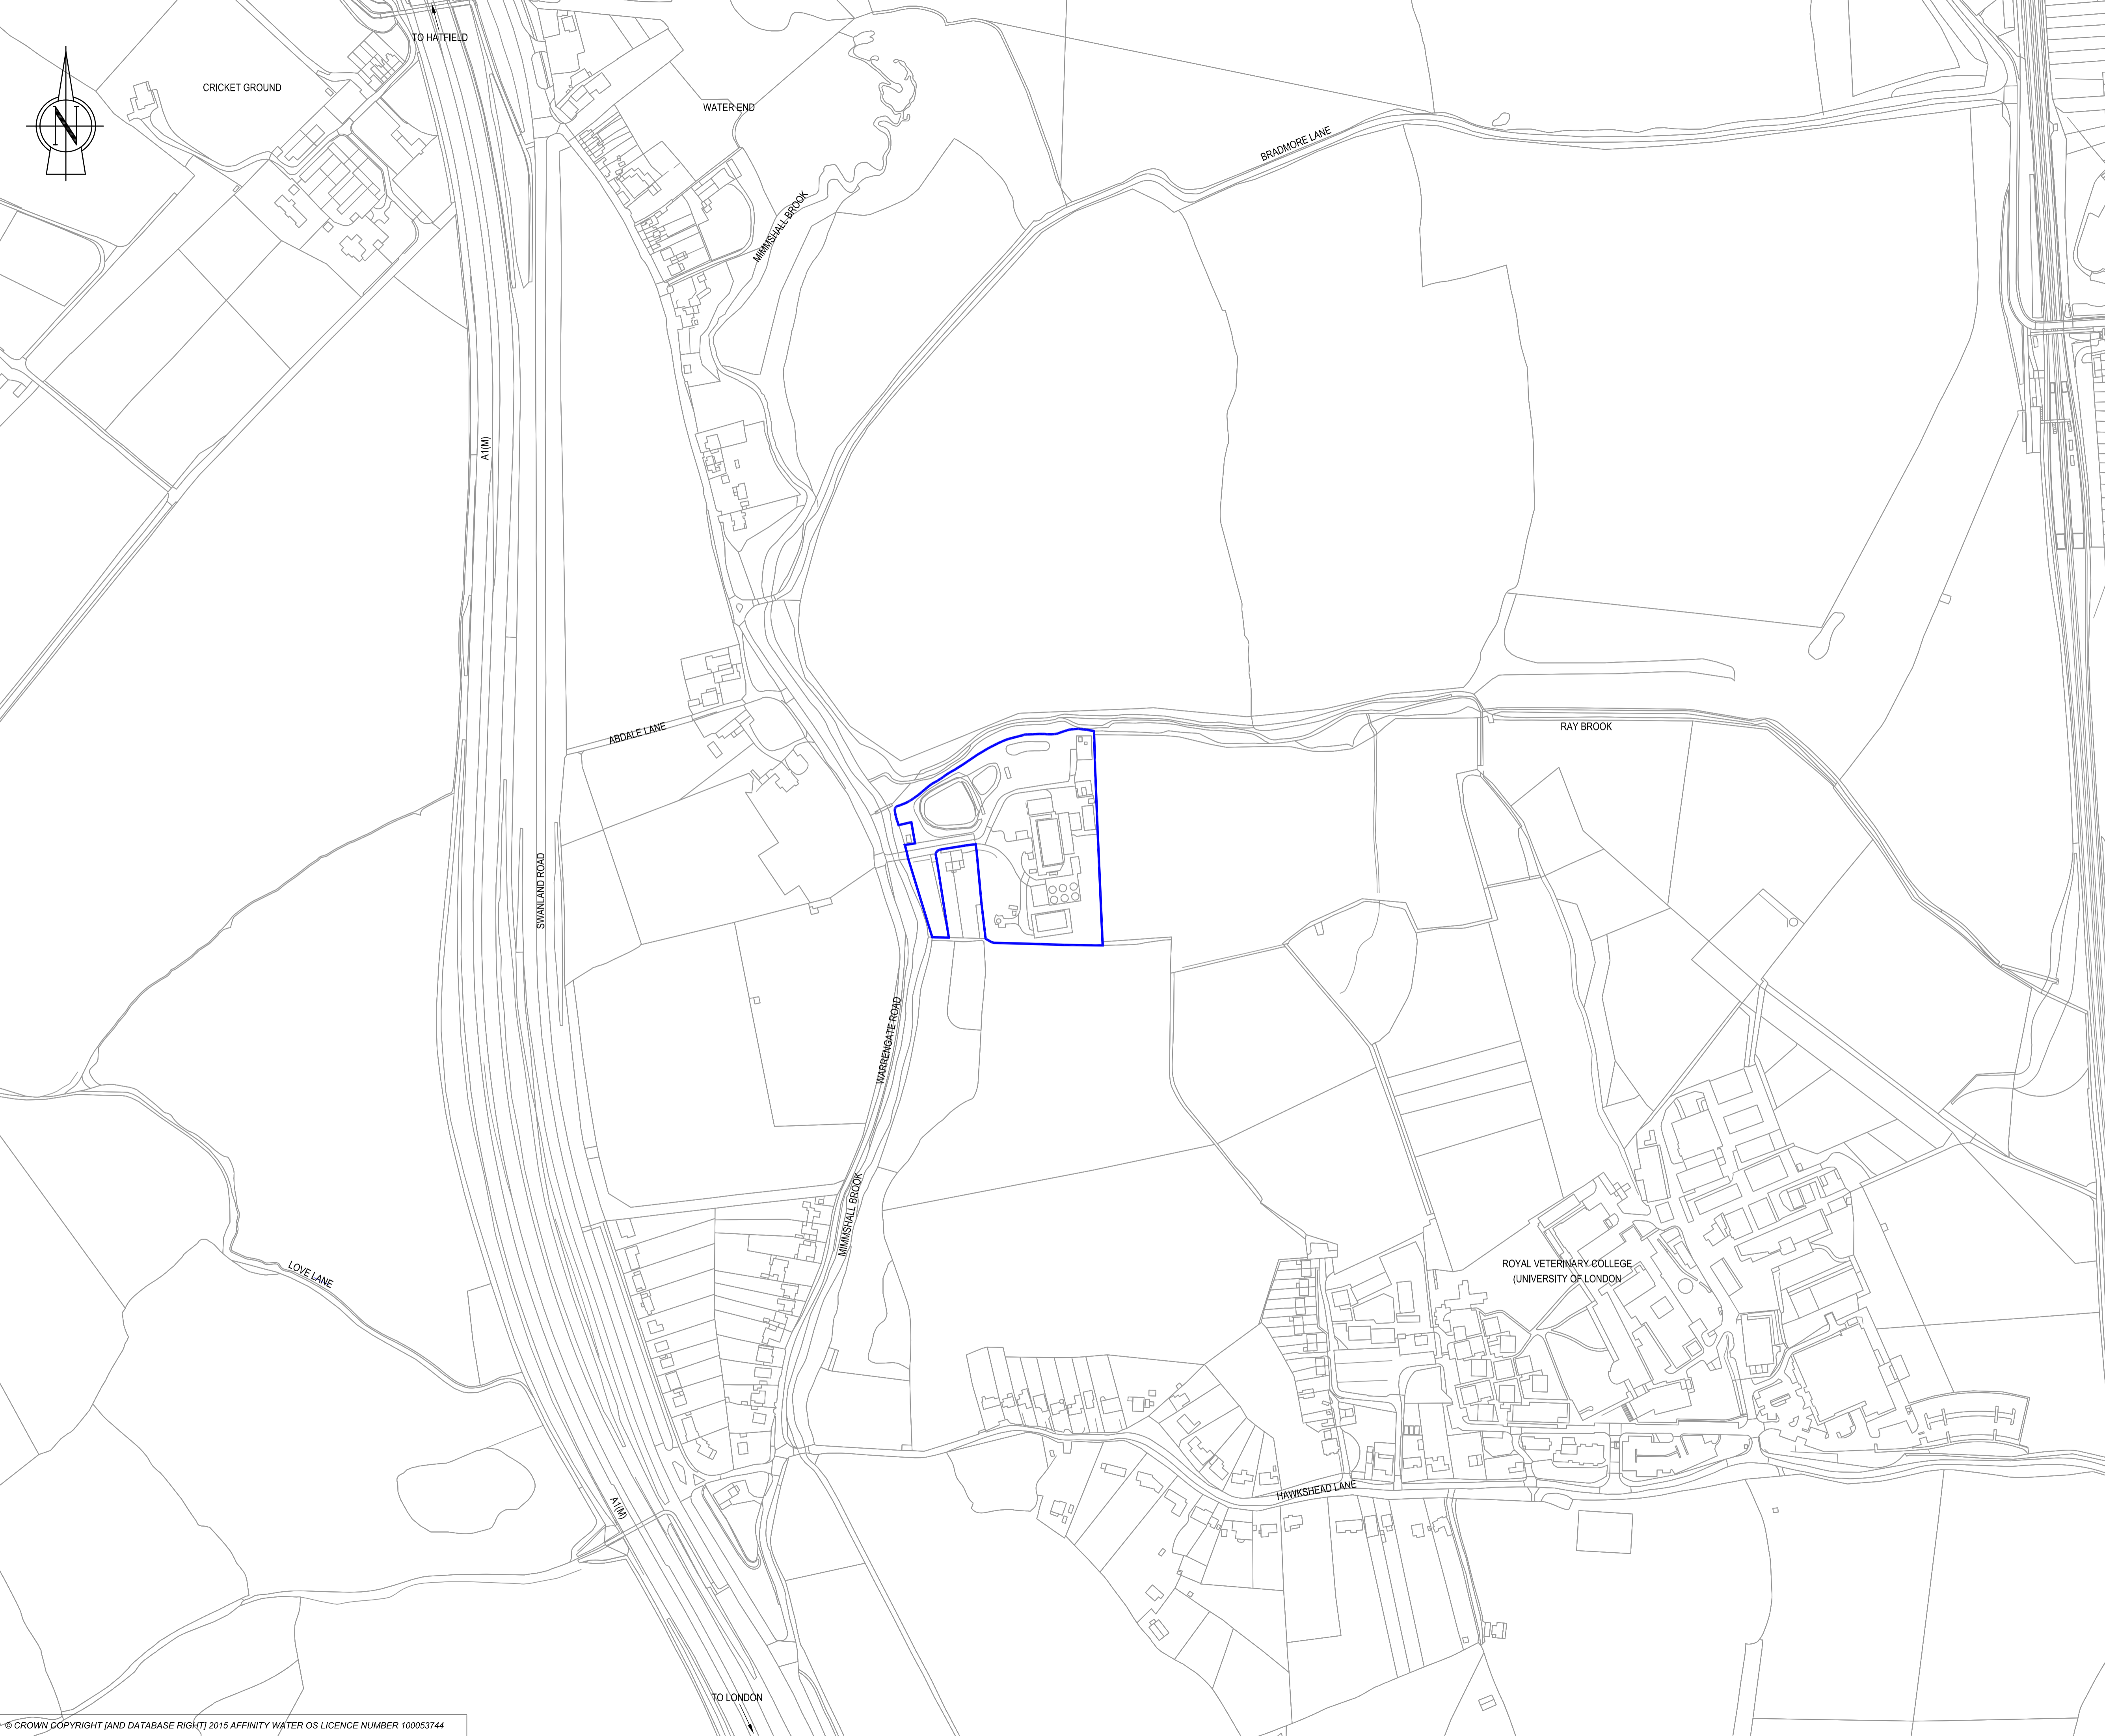 TO HATFIELD
CRICKET GROUND
N
WATER END
BRADMORE LANE
MIMMSHALL BROOK
A1(M)
ABDALE LANE
RAY BROOK
SWANLAND ROAD
WARRENGATE ROAD
MIMMSHALL BROOK
LOVE LANE
ROYAL VETERINARY COLLEGE
(UNIVERSITY OF LONDON
HAWKSHEAD LANE
A1(M)
TO LONDON
© CROWN COPYRIGHT [AND DATABASE RIGHT] 2015 AFFINITY WATER OS LICENCE NUMBER 100053744